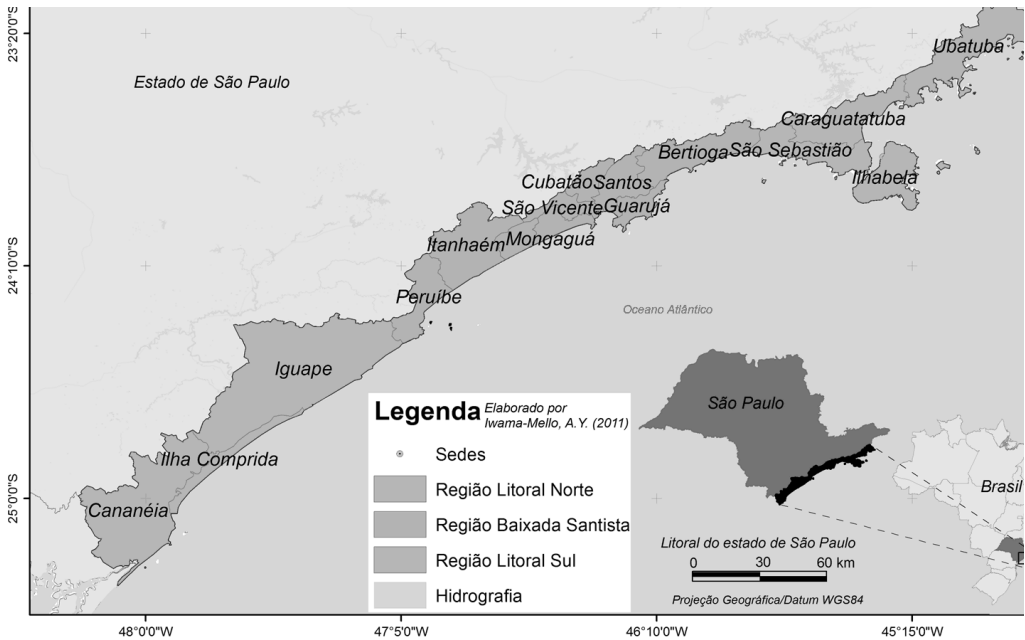 23°20'0"S
24°10'0"S
25°0'0"S
Estado de São Paulo
Ubatuba
Caraguatatuba
Bertioga
São Sebastião
Ilhabela
Cubatão
Santos
São Vicente
Guarujá
Itanhaém
Mongaguá
Peruíbe
Oceano Atlântico
Iguape
Ilha Comprida
Cananéia
Legenda
Elaborado por
Iwama-Mello, A.Y. (2011)
Sedes
Região Litoral Norte
Região Baixada Santista
Região Litoral Sul
Hidrografia
São Paulo
Brasil
Litoral do estado de São Paulo
0 30 60 km
Projeção Geográfica/Datum WGS84
48°0'0"W 47°5'0"W 46°10'0"W 45°15'0"W